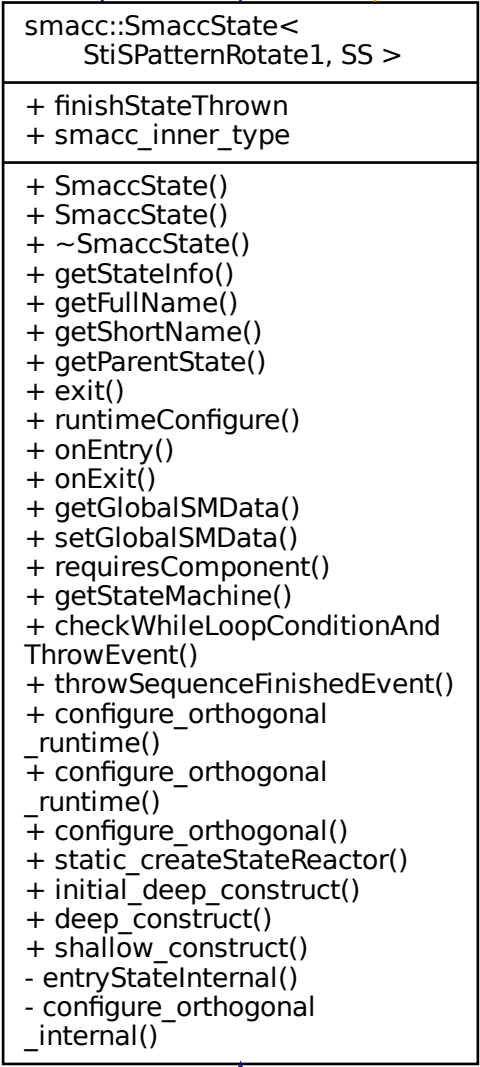 smacc::SmaccState<
StiSPatternRotate1, SS >
+ finishStateThrown
+ smacc_inner_type
+ SmaccState()
+ SmaccState()
+ ~SmaccState()
+ getStateInfo()
+ getFullName()
+ getShortName()
+ getParentState()
+ exit()
+ runtimeConfigure()
+ onEntry()
+ onExit()
+ getGlobalSMData()
+ setGlobalSMData()
+ requiresComponent()
+ getStateMachine()
+ checkWhileLoopConditionAnd
ThrowEvent()
+ throwSequenceFinishedEvent()
+ configure_orthogonal
_runtime()
+ configure_orthogonal
_runtime()
+ configure_orthogonal()
+ static_createStateReactor()
+ initial_deep_construct()
+ deep_construct()
+ shallow_construct()
- entryStateInternal()
- configure_orthogonal
_internal()